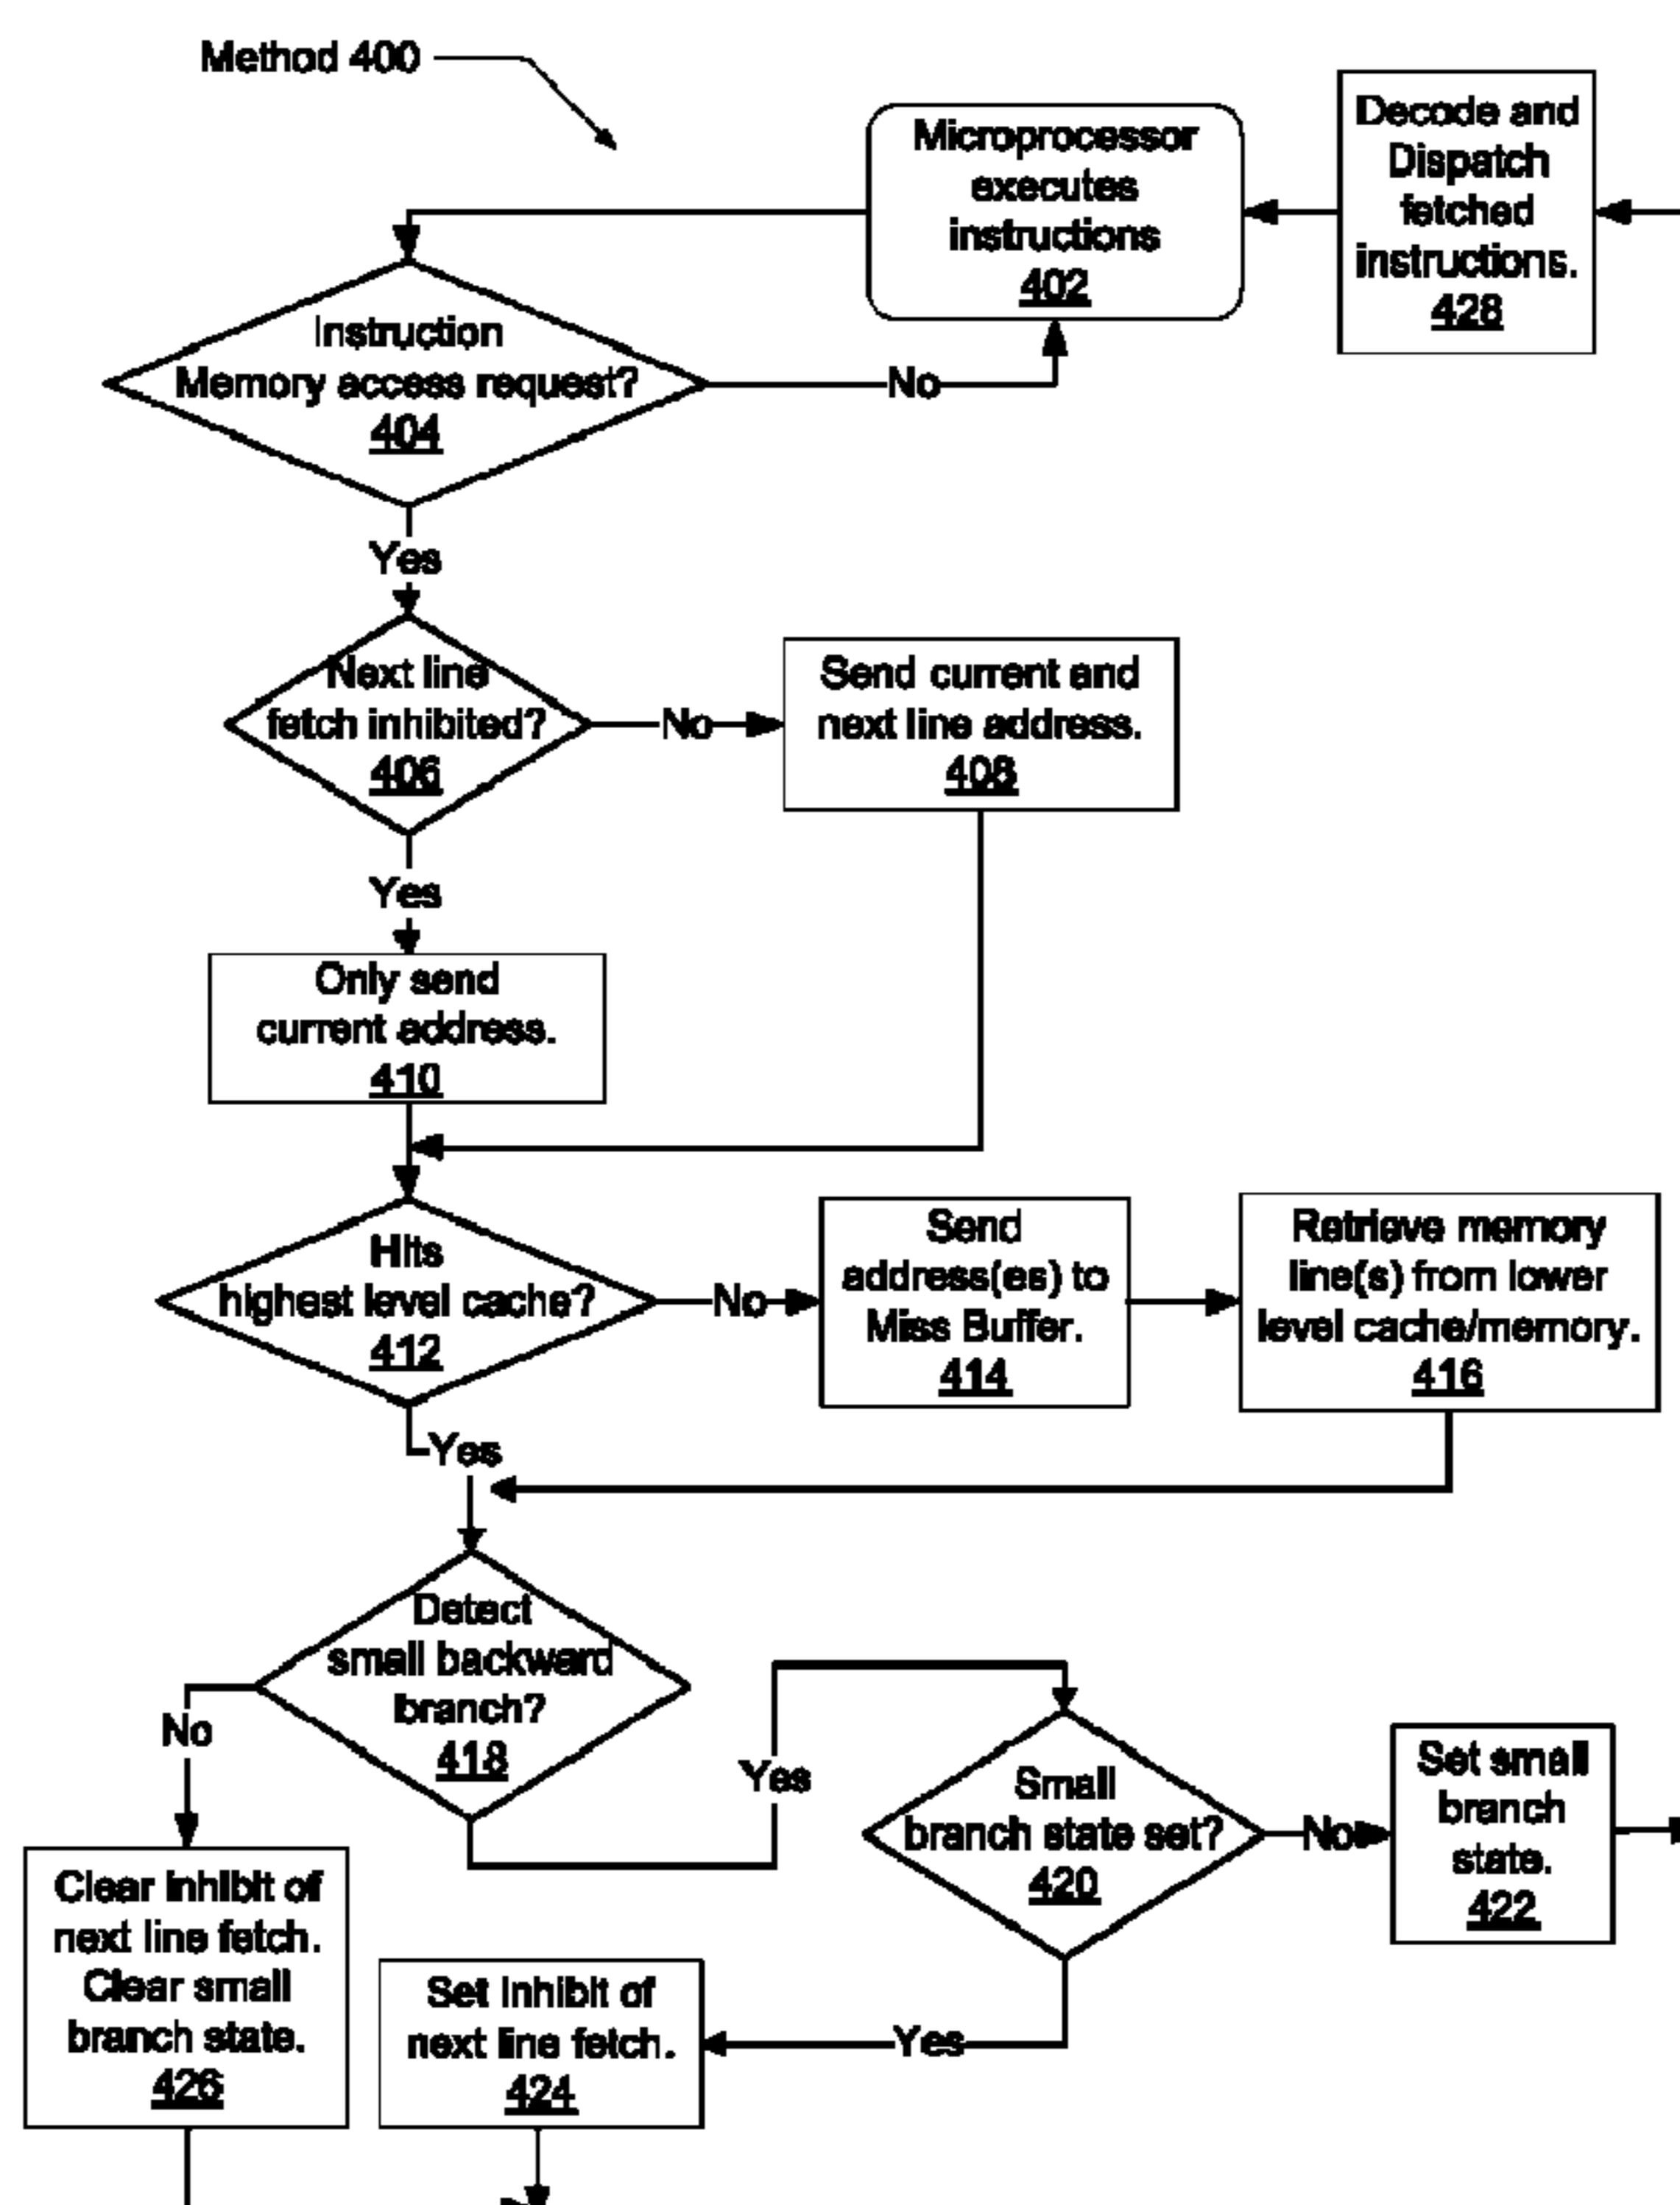 Method 400
Microprocessor
executes
instructions
402
Decode and
Dispatch
fetched
instructions.
428
Instruction
Memory access request?
404
No
Yes
Next line
fetch inhibited?
406
No
Send current and
next line address.
408
Yes
Only send
current address.
410
Hits
highest level cache?
412
No
Send
address(es) to
Miss Buffer.
414
Retrieve memory
line(s) from lower
level cache/memory.
416
Yes
Detect
small backward
branch?
418
No
Yes
Small
branch state set?
420
No
Set small
branch
state.
422
Clear inhibit of
next line fetch.
Clear small
branch state.
426
Set inhibit of
next line fetch.
424
Yes